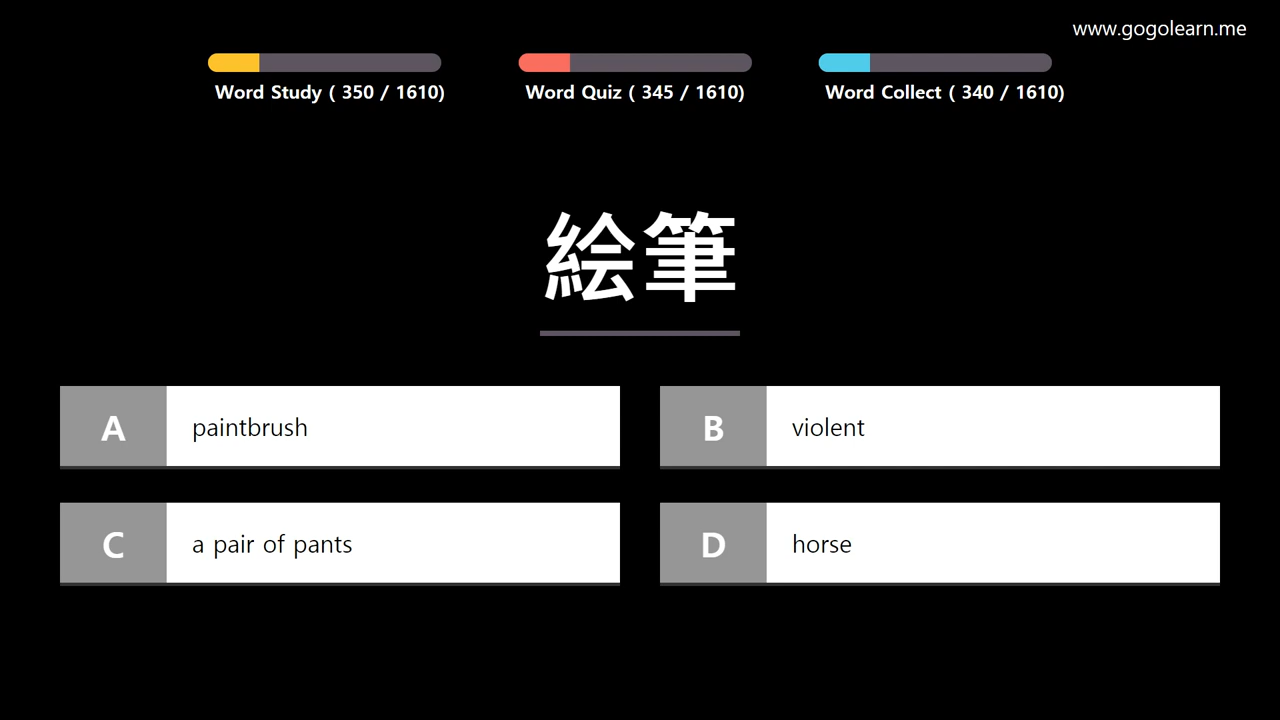 www.gogolearn.me
Word Study ( 350 / 1610)
Word Quiz ( 345 / 1610)
Word Collect ( 340 / 1610)
絵筆
A paintbrush
B violent
C a pair of pants
D horse